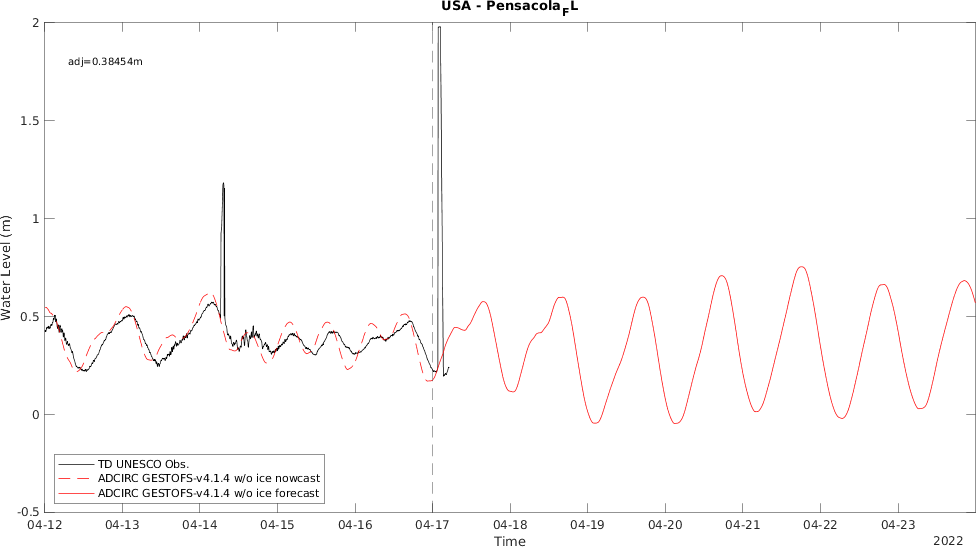 USA - Pensacola_FL
2
adj=0.38454m
1.5
1
Water Level (m)
0.5
0
TD UNESCO Obs.
ADCIRC GESTOFS-v4.1.4 w/o ice nowcast
ADCIRC GESTOFS-v4.1.4 w/o ice forecast
-0.5
04-12 04-13 04-14 04-15 04-16 04-17 04-18 04-19 04-20 04-21 04-22 04-23
Time
2022